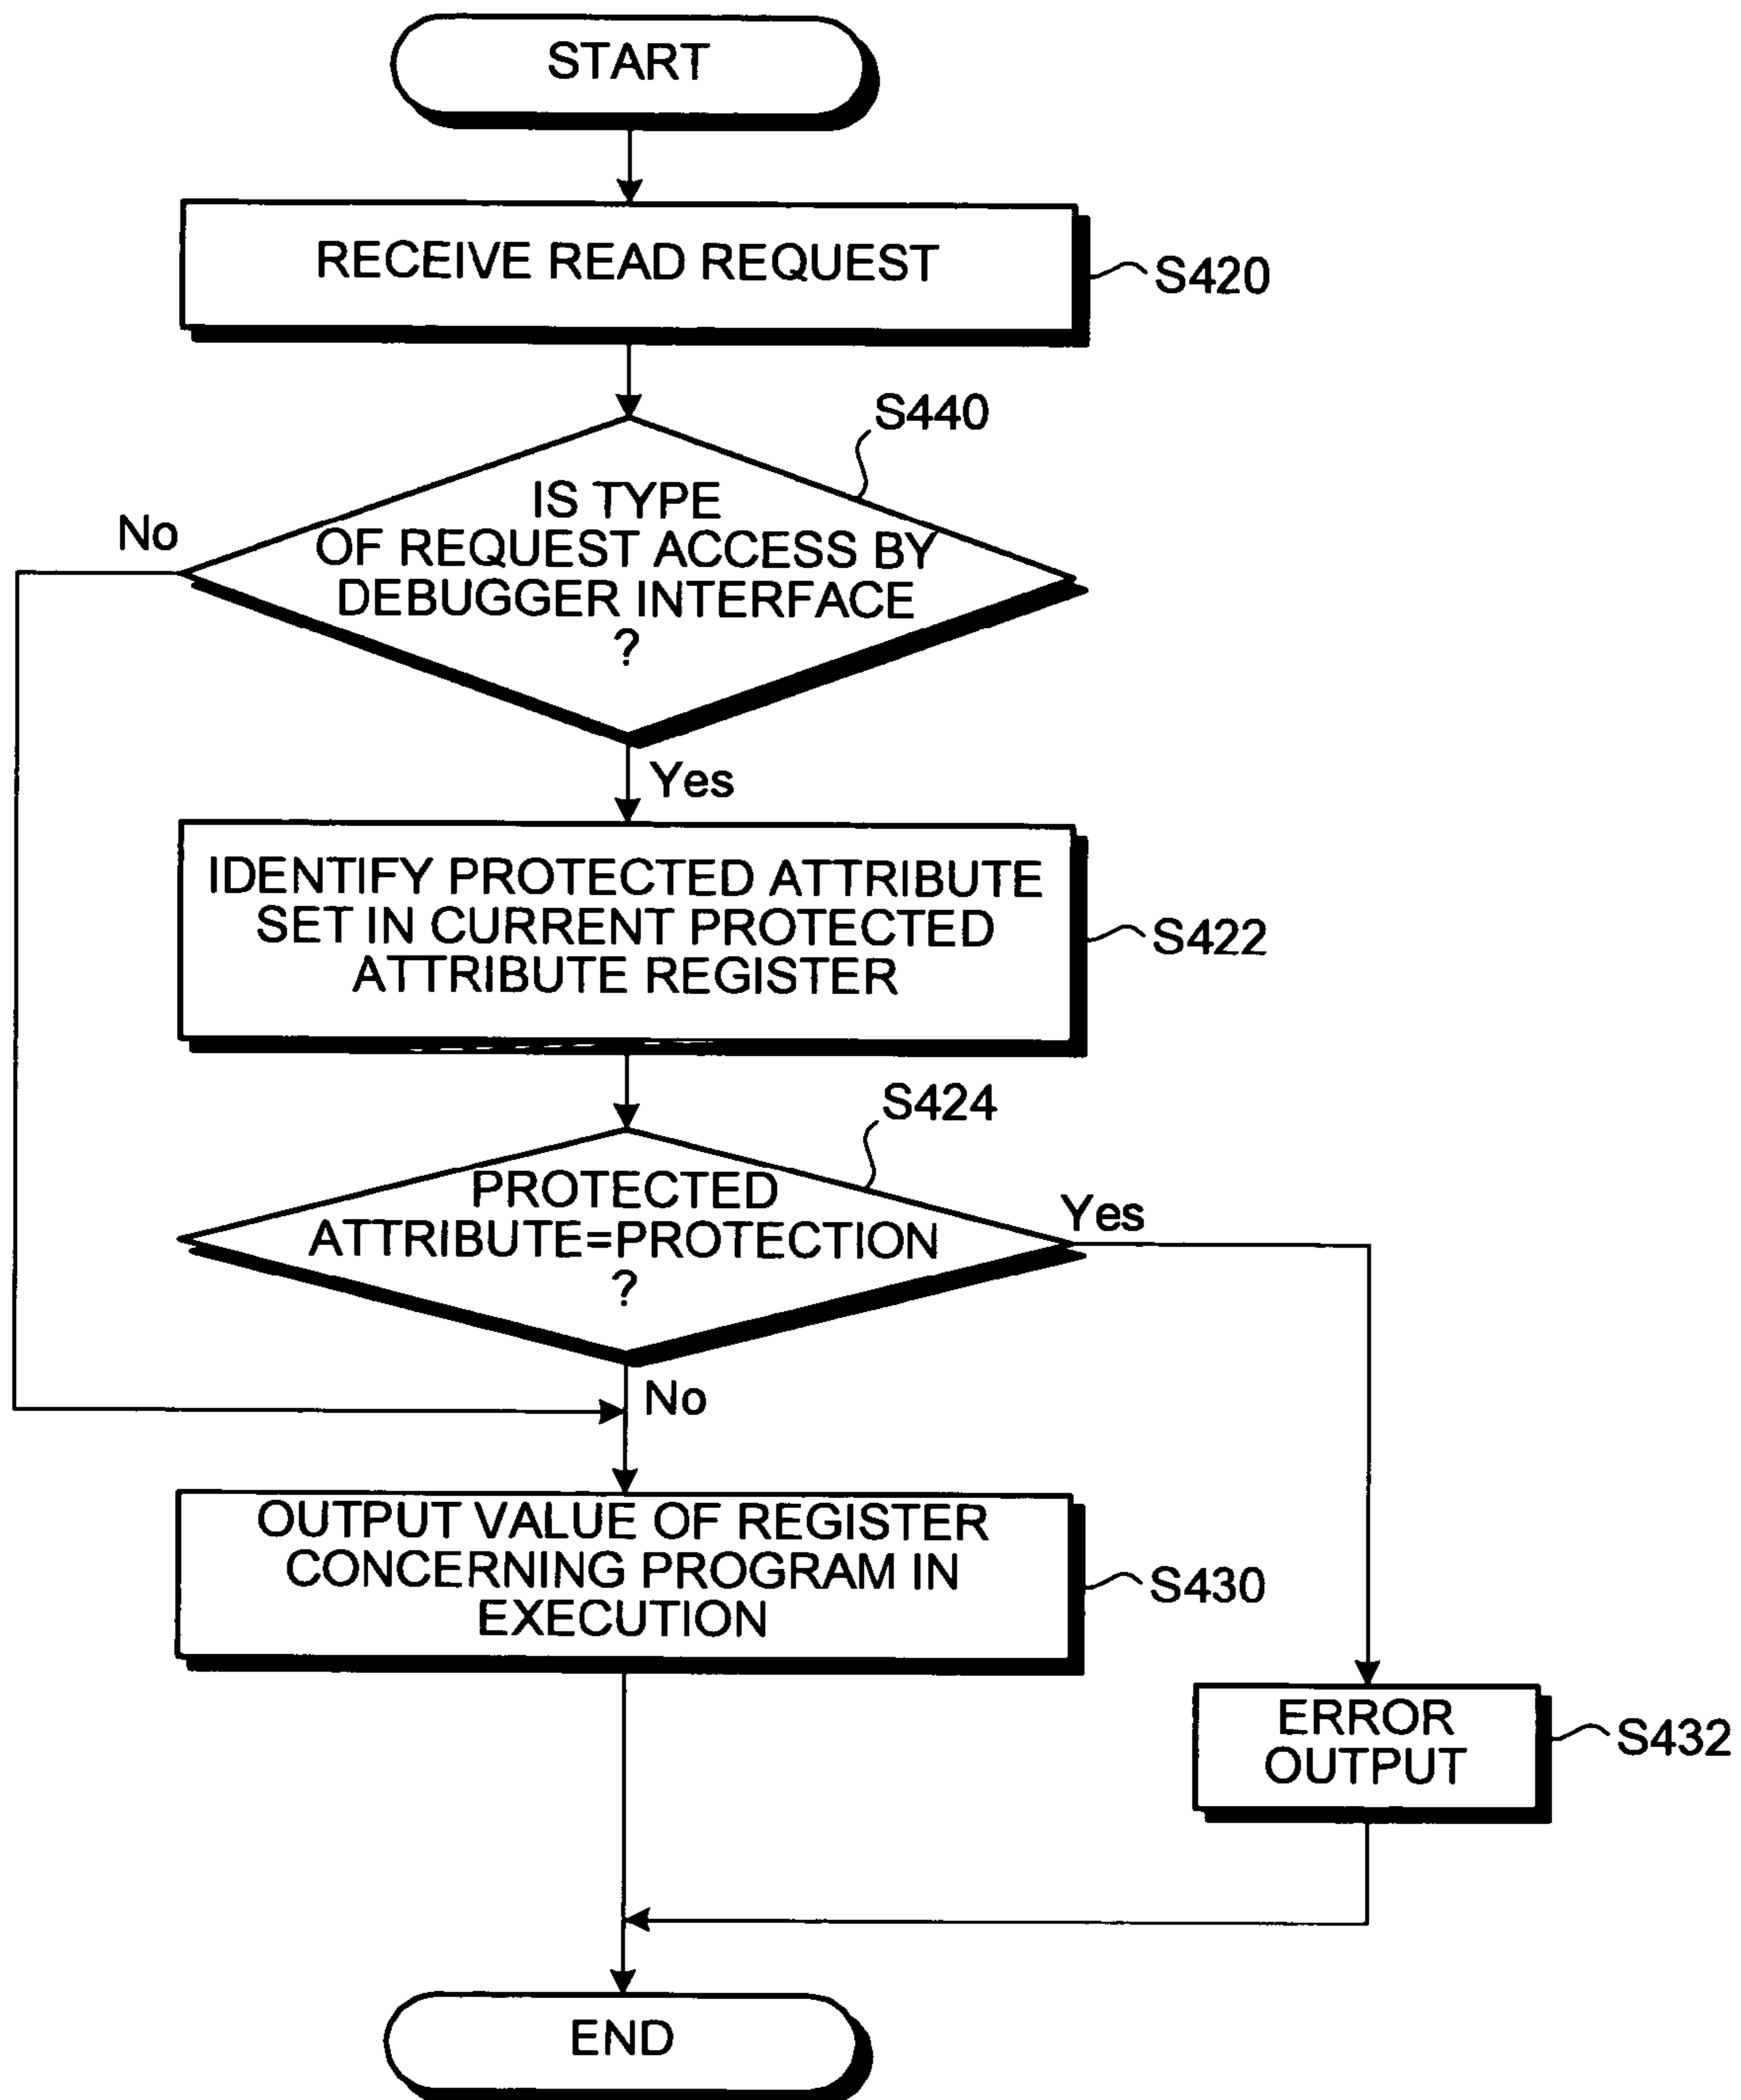 START
RECEIVE READ REQUEST
S420
S440
IS TYPE
OF REQUEST ACCESS BY
DEBUGGER INTERFACE
?
No
Yes
IDENTIFY PROTECTED ATTRIBUTE
SET IN CURRENT PROTECTED
ATTRIBUTE REGISTER
S422
S424
PROTECTED
ATTRIBUTE=PROTECTION
?
Yes
No
OUTPUT VALUE OF REGISTER
CONCERNING PROGRAM IN
EXECUTION
S430
ERROR
OUTPUT
S432
END